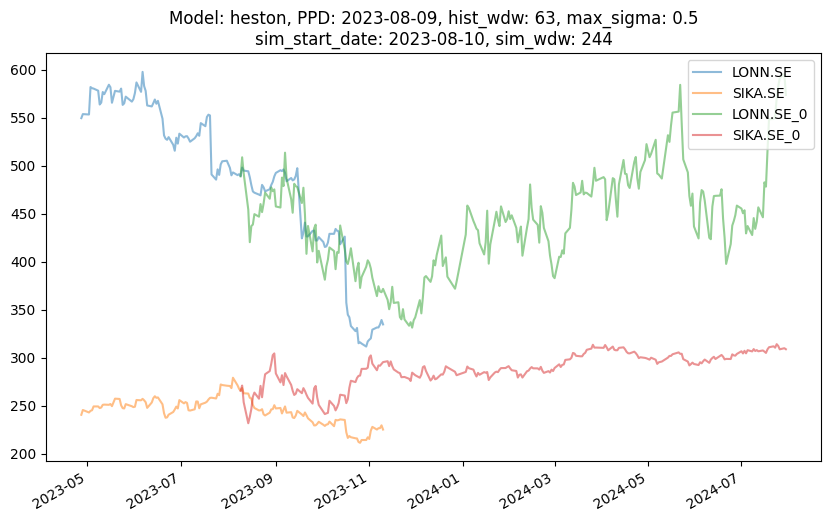 Model: heston, PPD: 2023-08-09, hist_wdw: 63, max_sigma: 0.5
sim_start_date: 2023-08-10, sim_wdw: 244
LONN.SE
SIKA.SE
LONN.SE_0
SIKA.SE_0
600
550
500
450
400
350
300
250
200
2023-05
2023-07
2023-09
2023-11
2024-01
2024-03
2024-05
2024-07